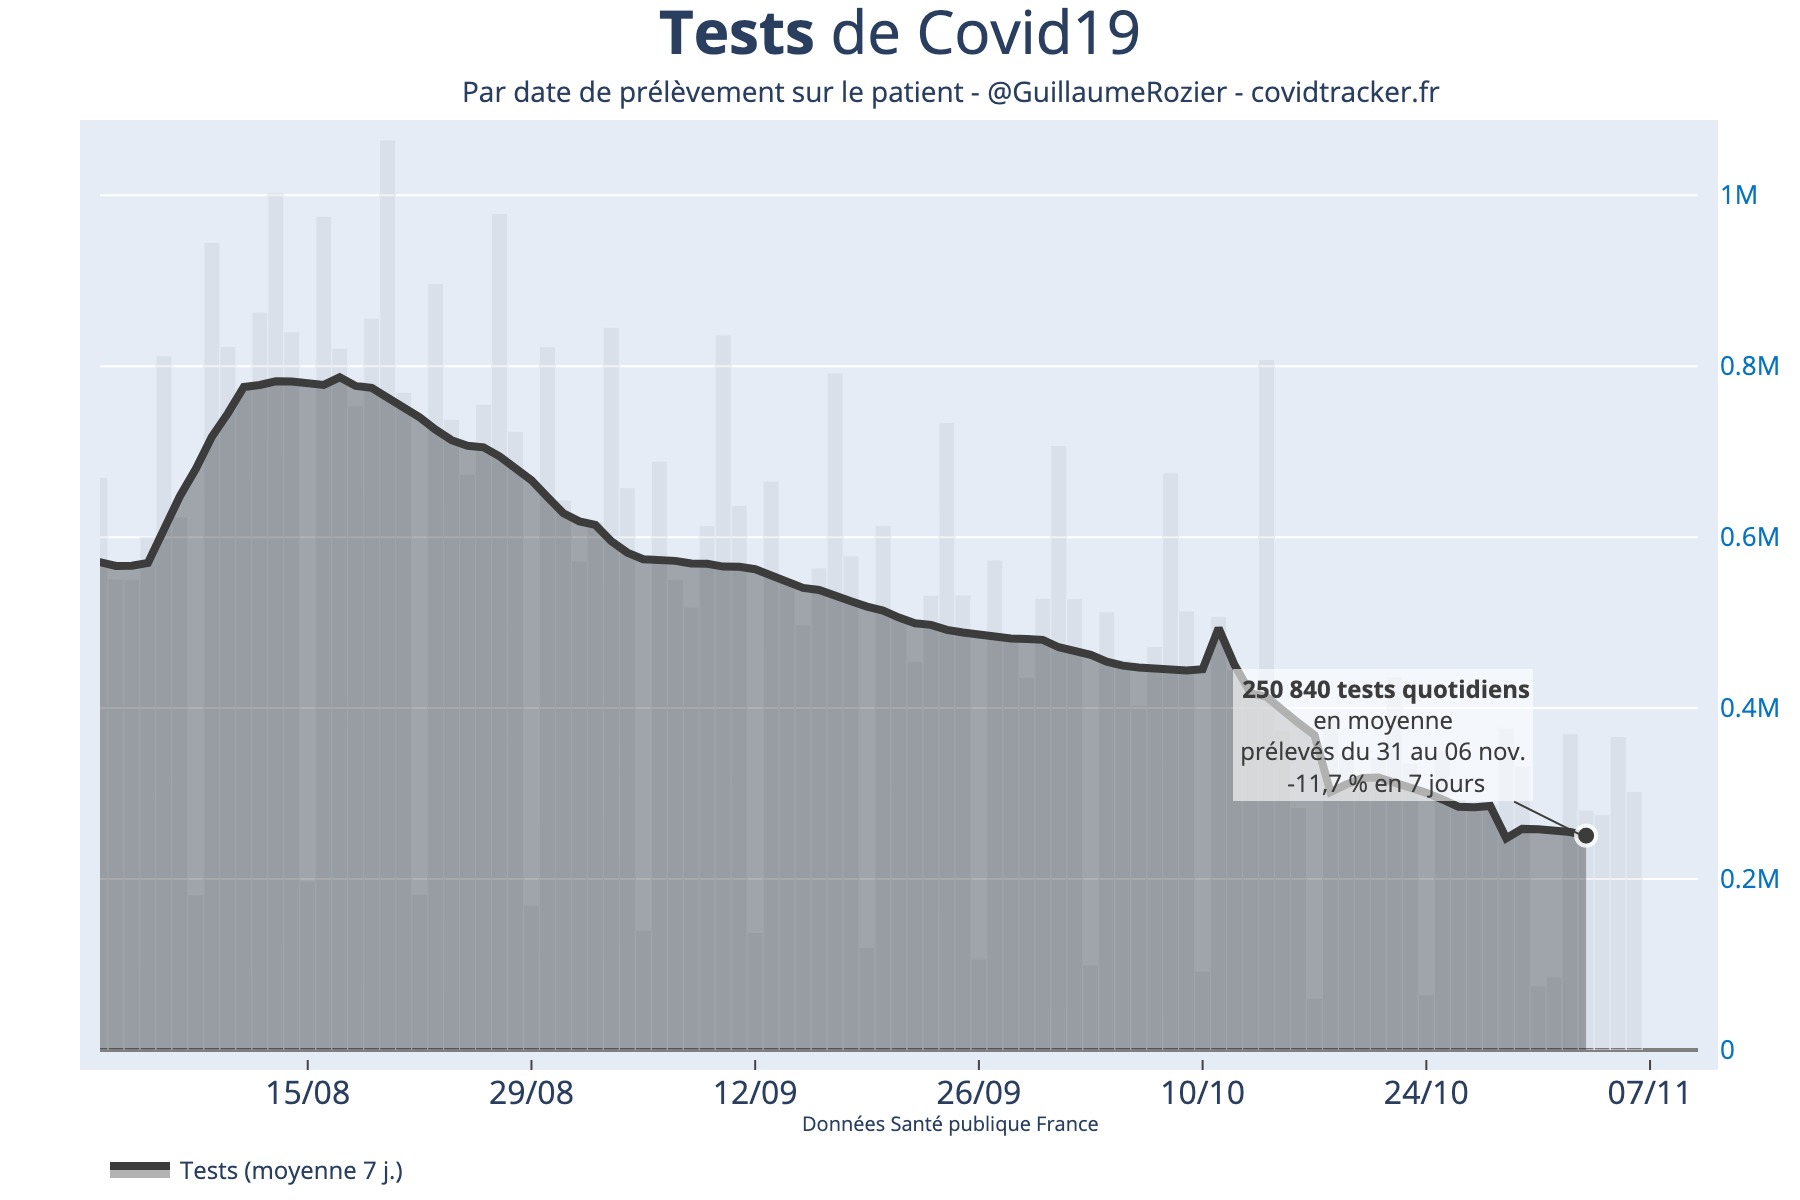 Tests de Covid19
Par date de prélèvement sur le patient - @GuillaumeRozier - covidtracker.fr
1M
0.8M
0.6M
250 840 tests quotidiens
en moyenne
prélevés du 31 au 06 nov.
-11,7 % en 7 jours
0.4M
0.2M
0
15/08 29/08 12/09 26/09 10/10 24/10 07/11
Données Santé publique France
Tests (moyenne 7 j.)